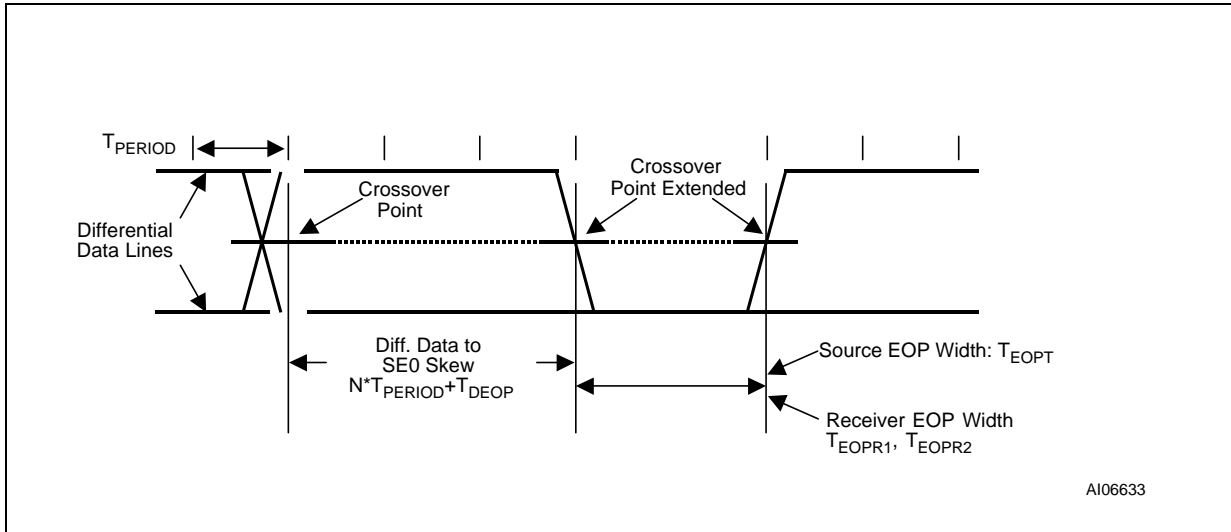 TPERIOD
Crossover
Point
Crossover
Point Extended
Differential
Data Lines
Diff. Data to
SE0 Skew
N*TPERIOD+TDEOP
Source EOP Width: TEOPT
Receiver EOP Width
TEOPR1, TEOPR2
AI06633